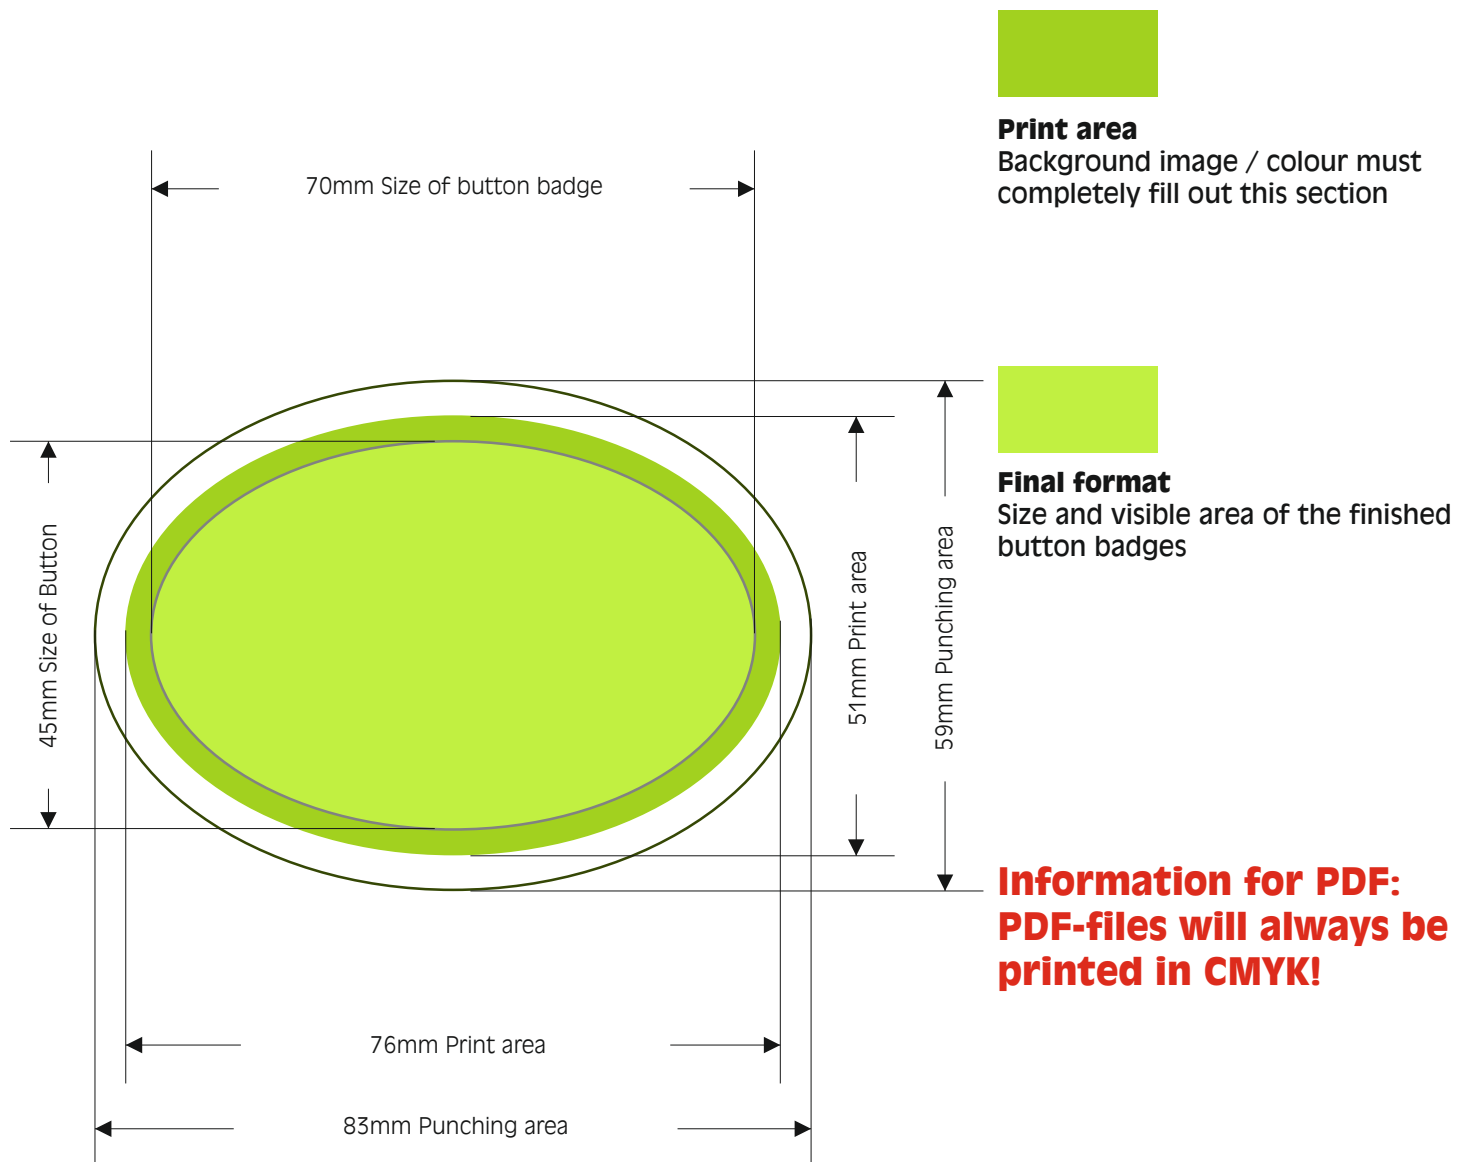 Print area
Background image / colour must
completely fill out this section
70mm Size of button badge
Final format
Size and visible area of the finished
button badges
45mm Size of Button
51mm Print area
59mm Punching area
Information for PDF:
PDF-files will always be
printed in CMYK!
76mm Print area
83mm Punching area